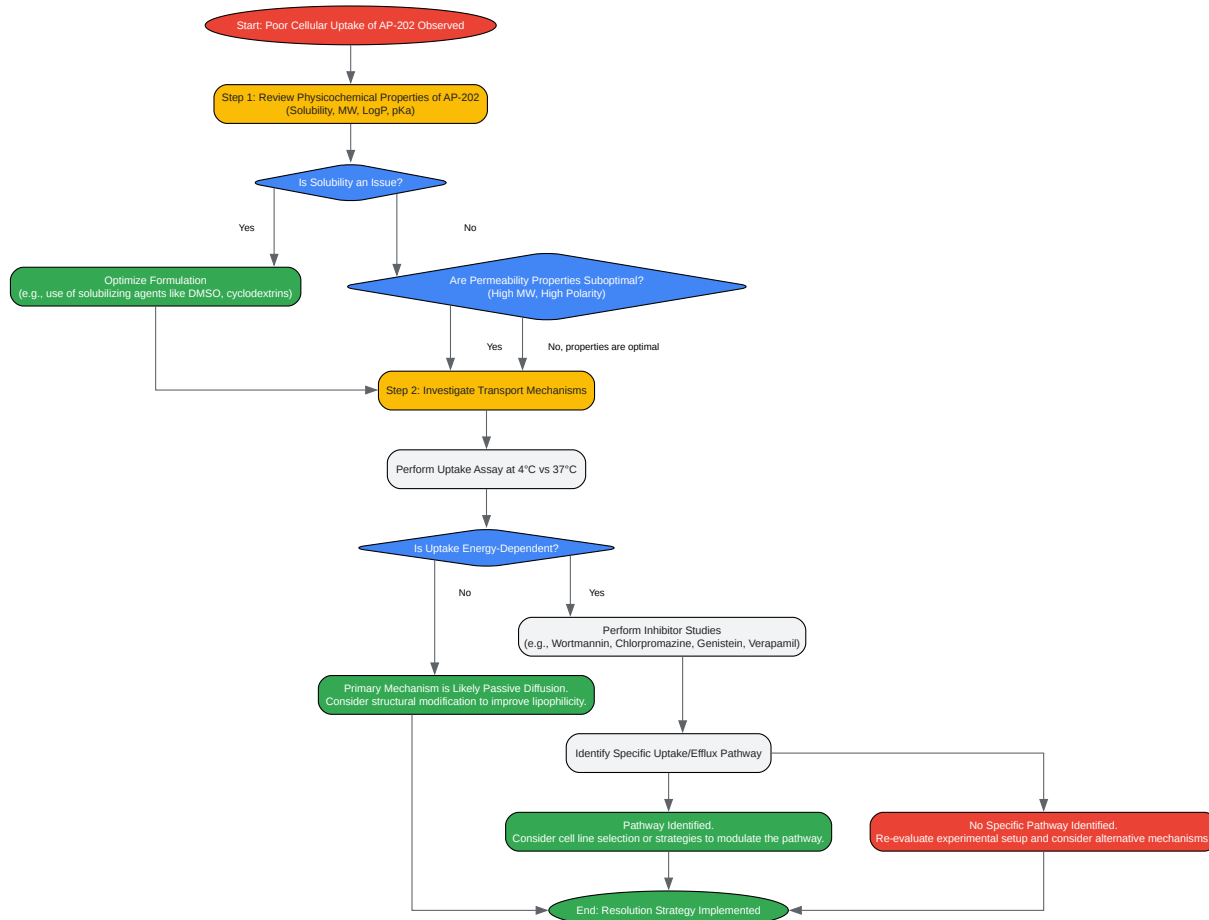 Start: Poor Cellular Uptake of AP-202 Observed
Step 1: Review Physicochemical Properties of AP-202
(Solubility, MW, LogP, pKa)
Is Solubility an Issue?
Yes
No
Optimize Formulation
(e.g., use of solubilizing agents like DMSO, cyclodextrins)
Are Permeability Properties Suboptimal?
(High MW, High Polarity)
Yes
No, properties are optimal
Step 2: Investigate Transport Mechanisms
Perform Uptake Assay at 4°C vs 37°C
Is Uptake Energy-Dependent?
No
Yes
Perform Inhibitor Studies
(e.g., Wortmannin, Chlorpromazine, Genistein, Verapamil)
Primary Mechanism is Likely Passive Diffusion.
Consider structural modification to improve lipophilicity.
Identify Specific Uptake/Efflux Pathway
Pathway Identified.
Consider cell line selection or strategies to modulate the pathway.
No Specific Pathway Identified.
Re-evaluate experimental setup and consider alternative mechanisms
End: Resolution Strategy Implemented